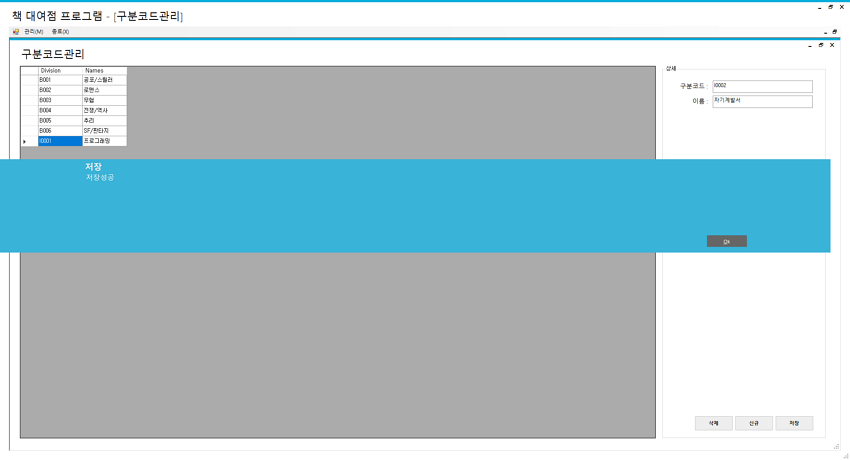 책 대여점 프로그램 - [구분코드관리]
관리(M) 종료(X)
구분코드관리
Division Names
B001 공포/스릴러
B002 로맨스
B003 무협
B004 전쟁/역사
B005 추리
B006 SF/판타지
I0001 프로그래밍
상세
구분코드 : I0002
이름 : 자기계발서
저장
저장성공
Ok
삭제 신규 저장